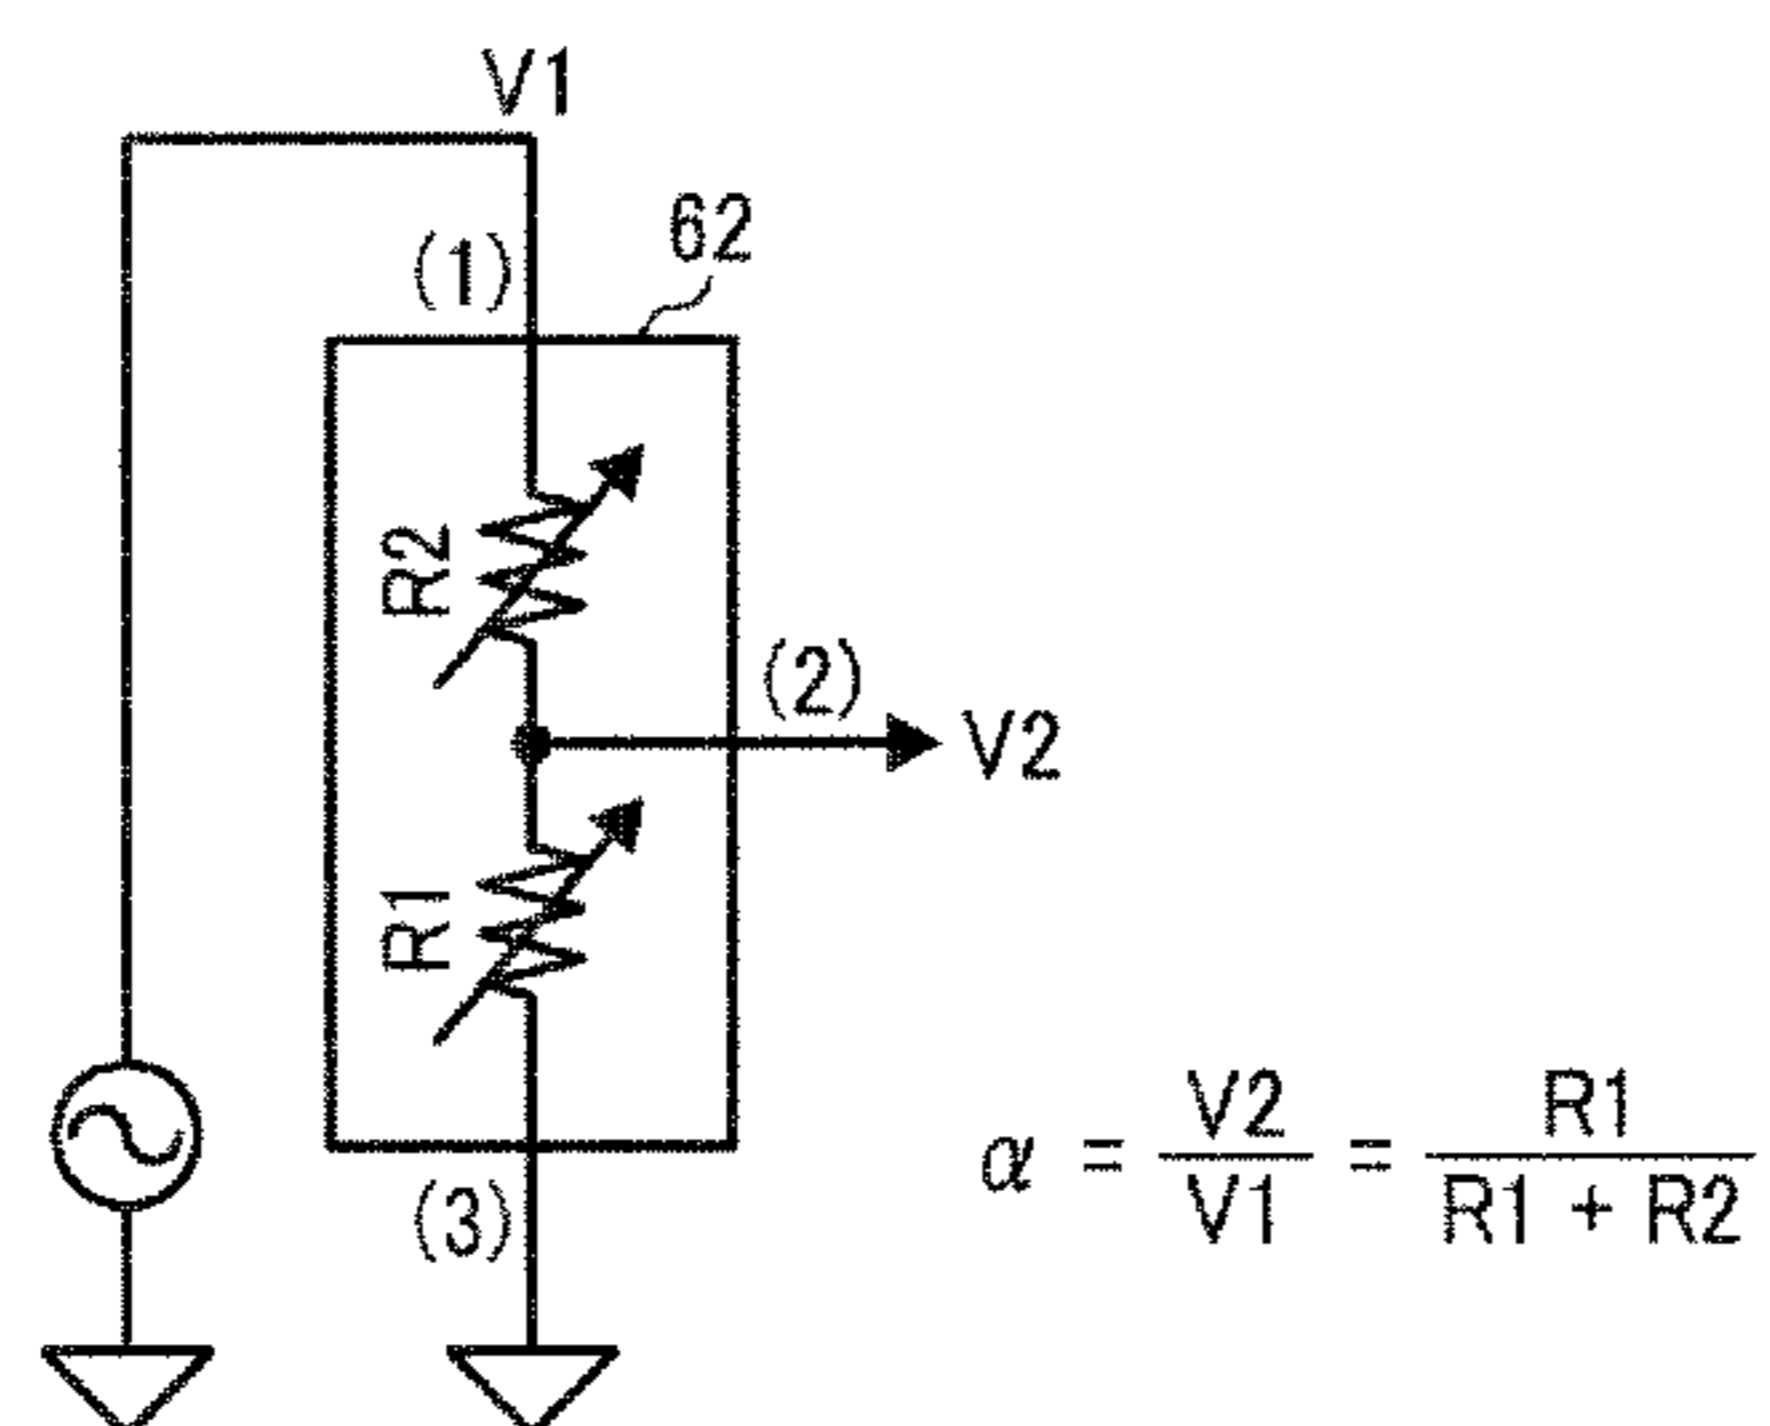 V1
(1)
62
R2
(2)
V2
R1
(3)
α = V2/V1 = R1/(R1 + R2)